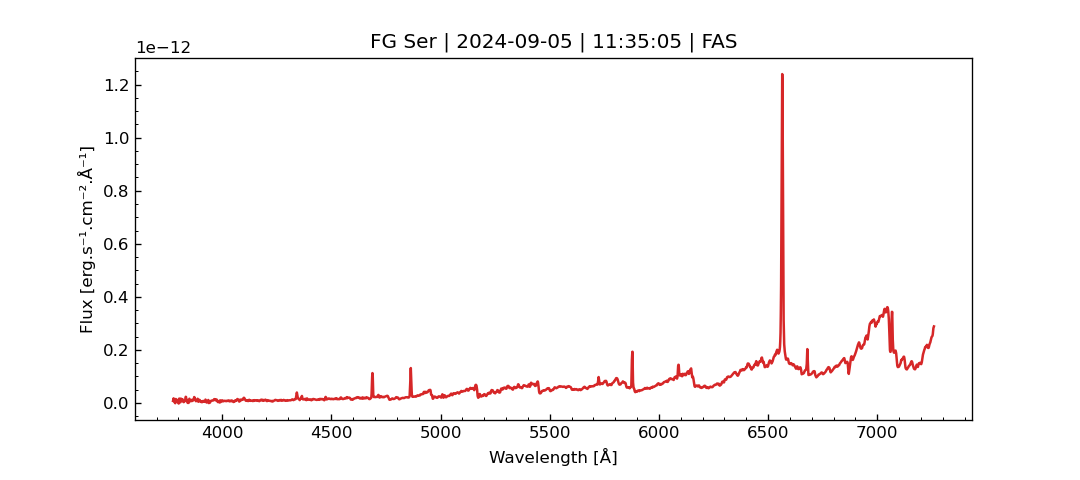 FG Ser | 2024-09-05 | 11:35:05 | FAS
1e−12
1.2
1.0
0.8
0.6
0.4
0.2
0.0
Flux [erg.s⁻¹.cm⁻².Å⁻¹]
4000 4500 5000 5500 6000 6500 7000
Wavelength [Å]